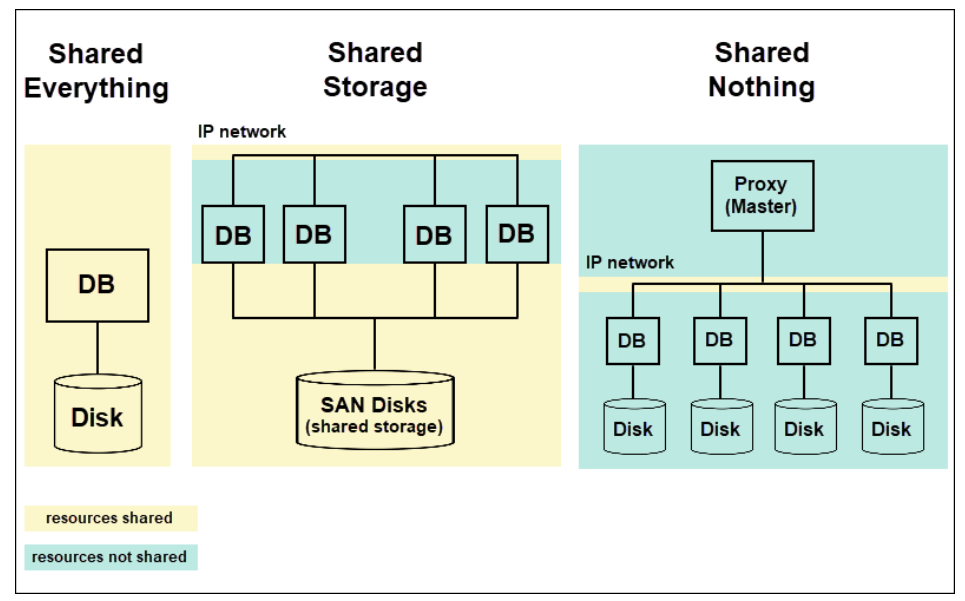 Shared
Everything
Shared
Storage
Shared
Nothing
IP network
DB
DB
DB
DB
SAN Disks
(shared storage)
DB
Disk
Proxy
(Master)
IP network
DB
DB
DB
DB
Disk
Disk
Disk
Disk
resources shared
resources not shared